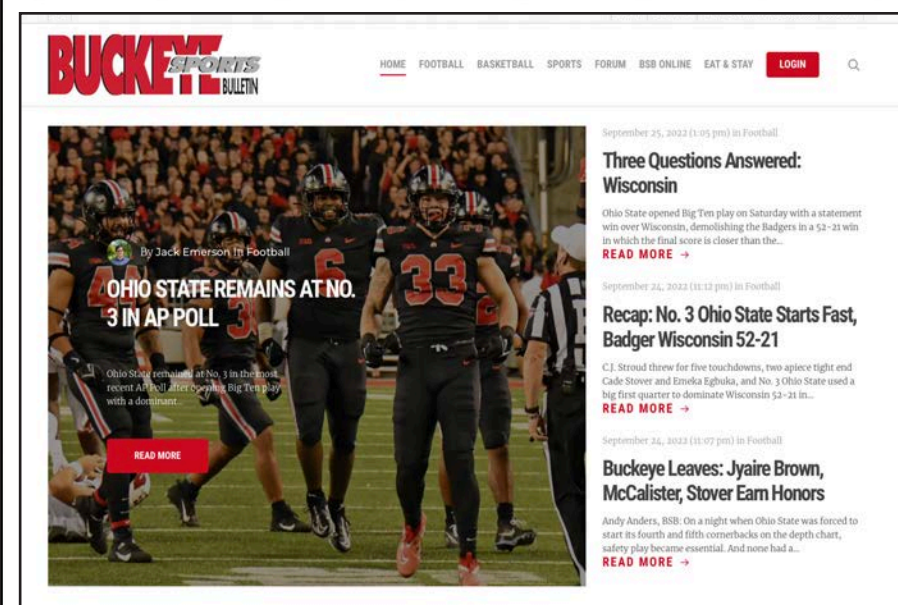 BUCKEYE
SPORTS
BULLETIN
HOME FOOTBALL BASKETBALL SPORTS FORUM BSB ONLINE EAT & STAY LOGIN
By Jack Emerson In Football
OHIO STATE REMAINS AT NO.
3 IN AP POLL
Ohio State remained at No. 3 in the most
recent AP Poll after opening Big Ten play
with a dominant...
READ MORE
44
6
33
September 25, 2022 (1:05 pm) in Football
Three Questions Answered:
Wisconsin
Ohio State opened Big Ten play on Saturday with a statement
win over Wisconsin, demolishing the Badgers in a 52-21 win
in which the final score is closer than the...
READ MORE →
September 24, 2022 (11:12 pm) in Football
Recap: No. 3 Ohio State Starts Fast,
Badger Wisconsin 52-21
C.J. Stroud threw for five touchdowns, two apiece tight end
Cade Stover and Emeka Egbuka, and No. 3 Ohio State used a
big first quarter to dominate Wisconsin 52-21 in...
READ MORE →
September 24, 2022 (11:07 pm) in Football
Buckeye Leaves: Jyaire Brown,
McCalister, Stover Earn Honors
Andy Anders, BSB: On a night when Ohio State was forced to
start its fourth and fifth cornerbacks on the depth chart,
safety play became essential. And none had a...
READ MORE →